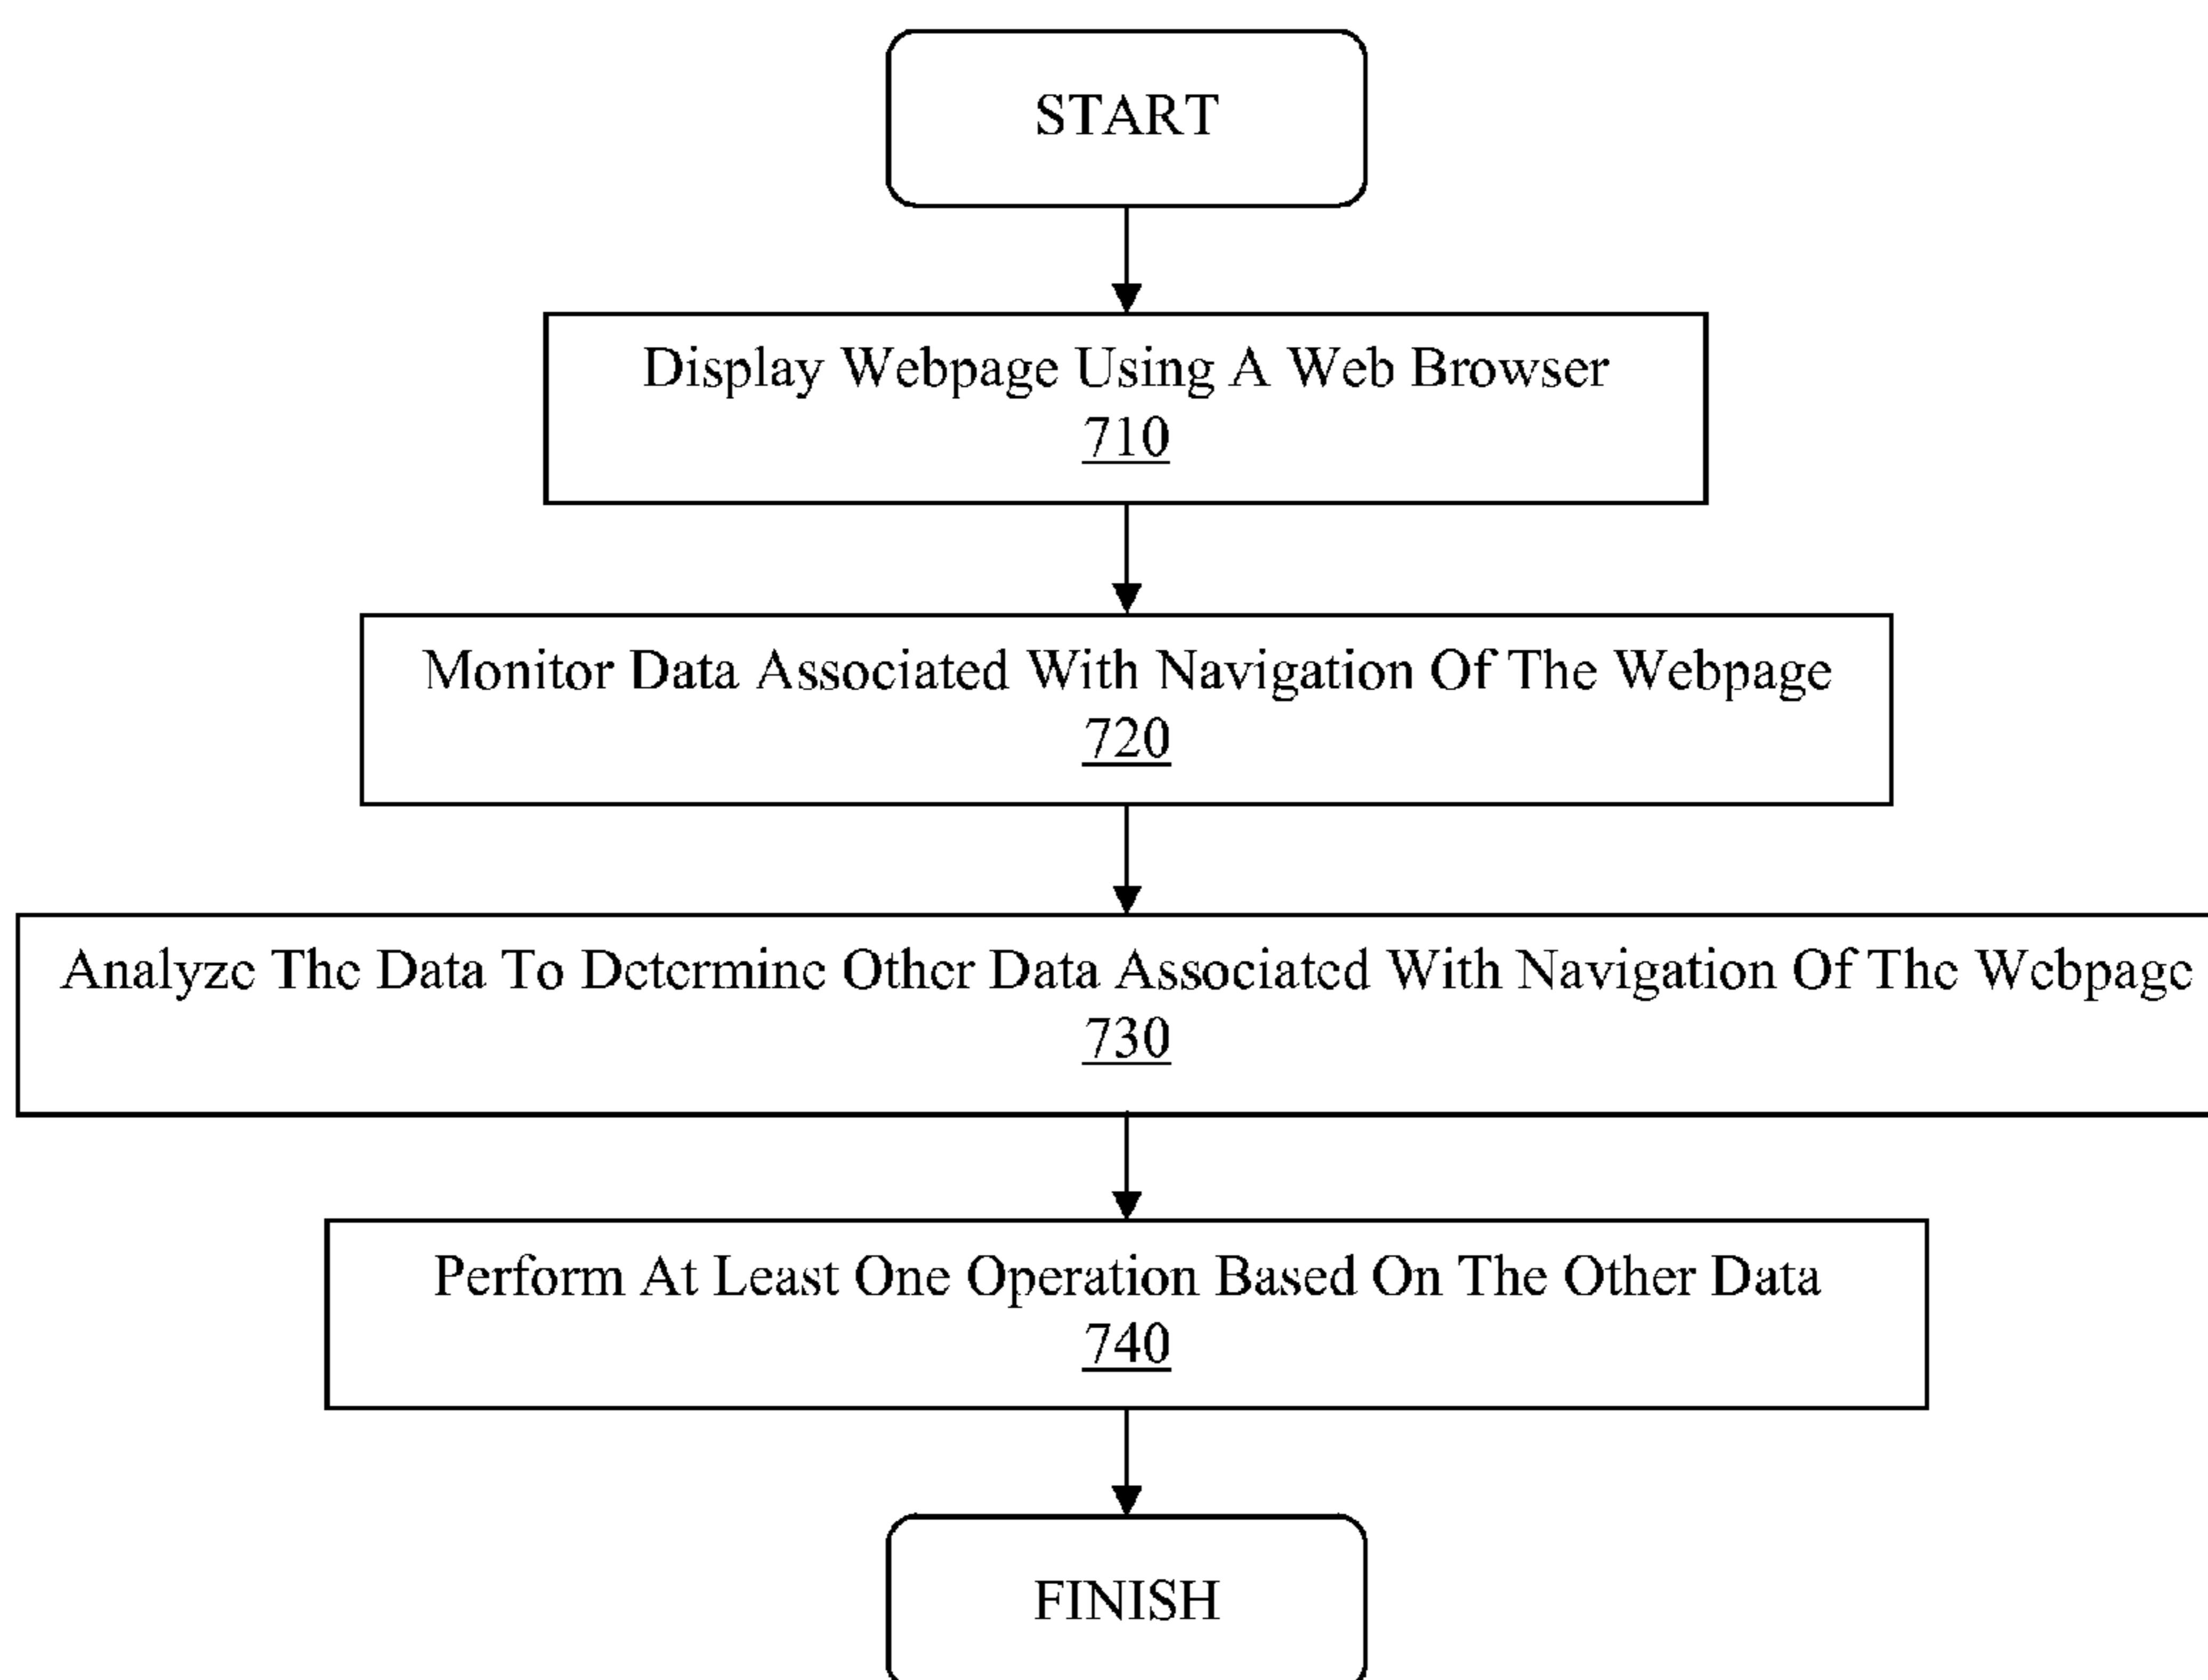 START
Display Webpage Using A Web Browser
710
Monitor Data Associated With Navigation Of The Webpage
720
Analyze The Data To Determine Other Data Associated With Navigation Of The Webpage
730
Perform At Least One Operation Based On The Other Data
740
FINISH